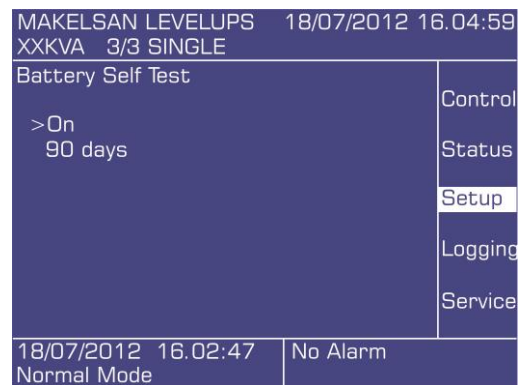 MAKELSAN LEVELUPS 18/07/2012 16.04:59
XXKVA 3/3 SINGLE
Battery Self Test
>On
90 days
Control
Status
Setup
Logging
Service
18/07/2012 16.02:47 No Alarm
Normal Mode